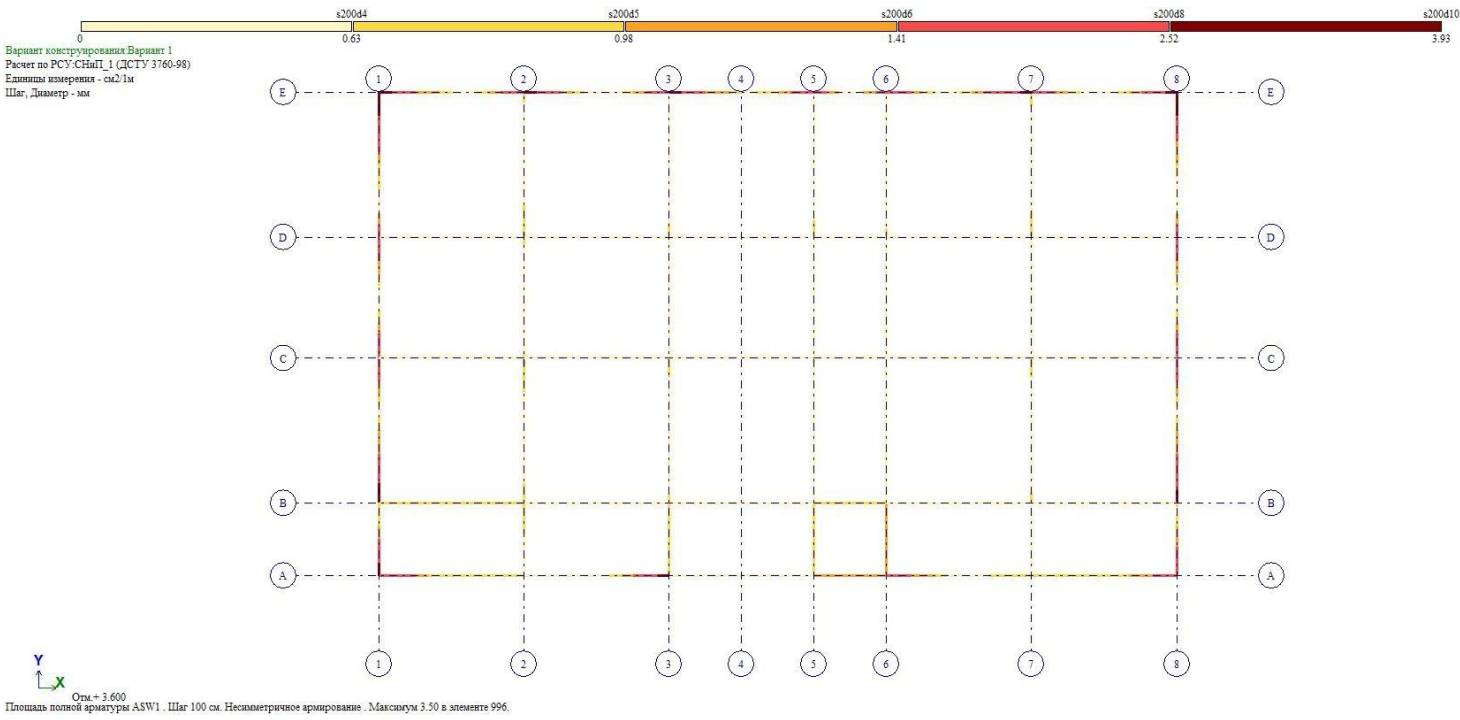 s200d4 s200d5 s200d6 s200d8 s200d10
0 0.63 0.98 1.41 2.52 3.93
Вариант конструирования:Вариант 1
Расчет по РСУ:СНиП_1 (ДСТУ 3760-98)
Единицы измерения - см2/1м
Шаг, Диаметр - мм
1 2 3 4 5 6 7 8
E E
D D
C C
B B
A A
1 2 3 4 5 6 7 8
Y
X
Отм.+ 3.600
Площадь полной арматуры ASW1 . Шаг 100 см. Несимметричное армирование . Максимум 3.50 в элементе 996.